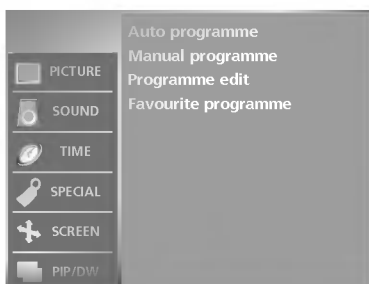 Auto programme
Manual programme
Programme edit
Favourite programme
PICTURE
SOUND
TIME
SPECIAL
SCREEN
PIP/DW